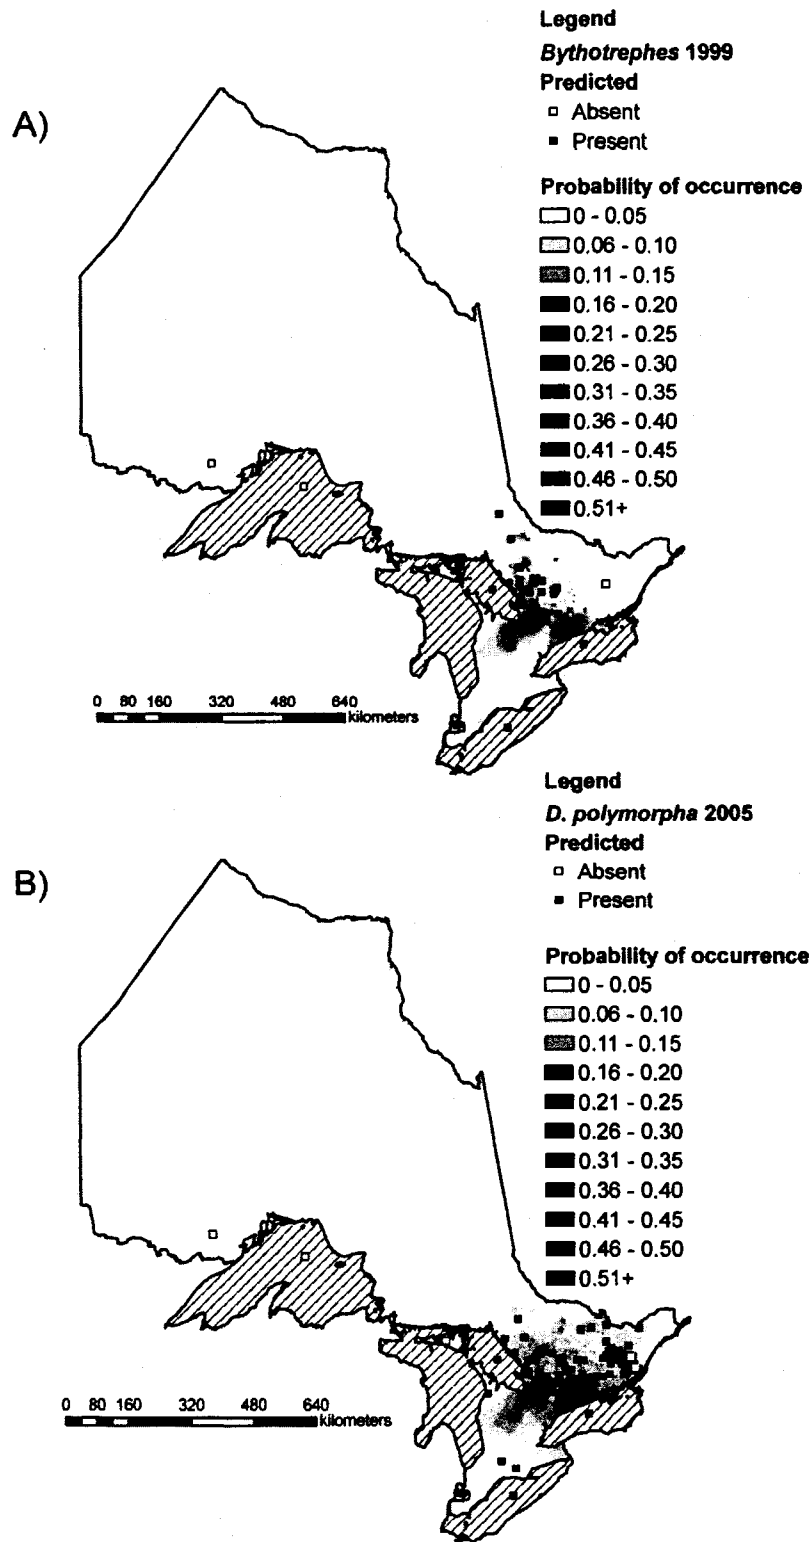 Legend
Bythotrephes 1999
Predicted
Absent
Present
A)
Probability of occurrence
0 - 0.05
0.06 - 0.10
0.11 - 0.15
0.16 - 0.20
0.21 - 0.25
0.26 - 0.30
0.31 - 0.35
0.36 - 0.40
0.41 - 0.45
0.46 - 0.50
0.51+
0 80 160 320 480 640
kilometers
Legend
D. polymorpha 2005
Predicted
Absent
Present
B)
Probability of occurrence
0 - 0.05
0.06 - 0.10
0.11 - 0.15
0.16 - 0.20
0.21 - 0.25
0.26 - 0.30
0.31 - 0.35
0.36 - 0.40
0.41 - 0.45
0.46 - 0.50
0.51+
0 80 160 320 480 640
kilometers